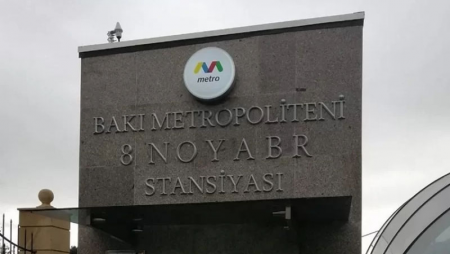 metro
BAKI METROPOLİTENİ
8 NOYABR
STANSİYASI